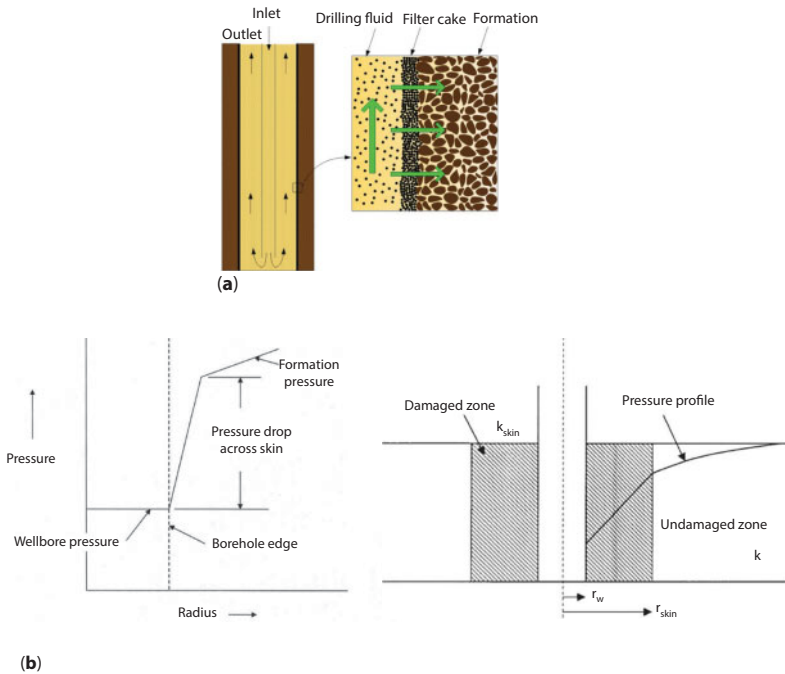 Inlet
Outlet
Drilling fluid
Filter cake
Formation
(a)
Pressure
Formation
pressure
Pressure drop
across skin
Wellbore pressure
Borehole edge
Radius
Damaged zone
kskin
Pressure profile
Undamaged zone
k
rw
rskin
(b)